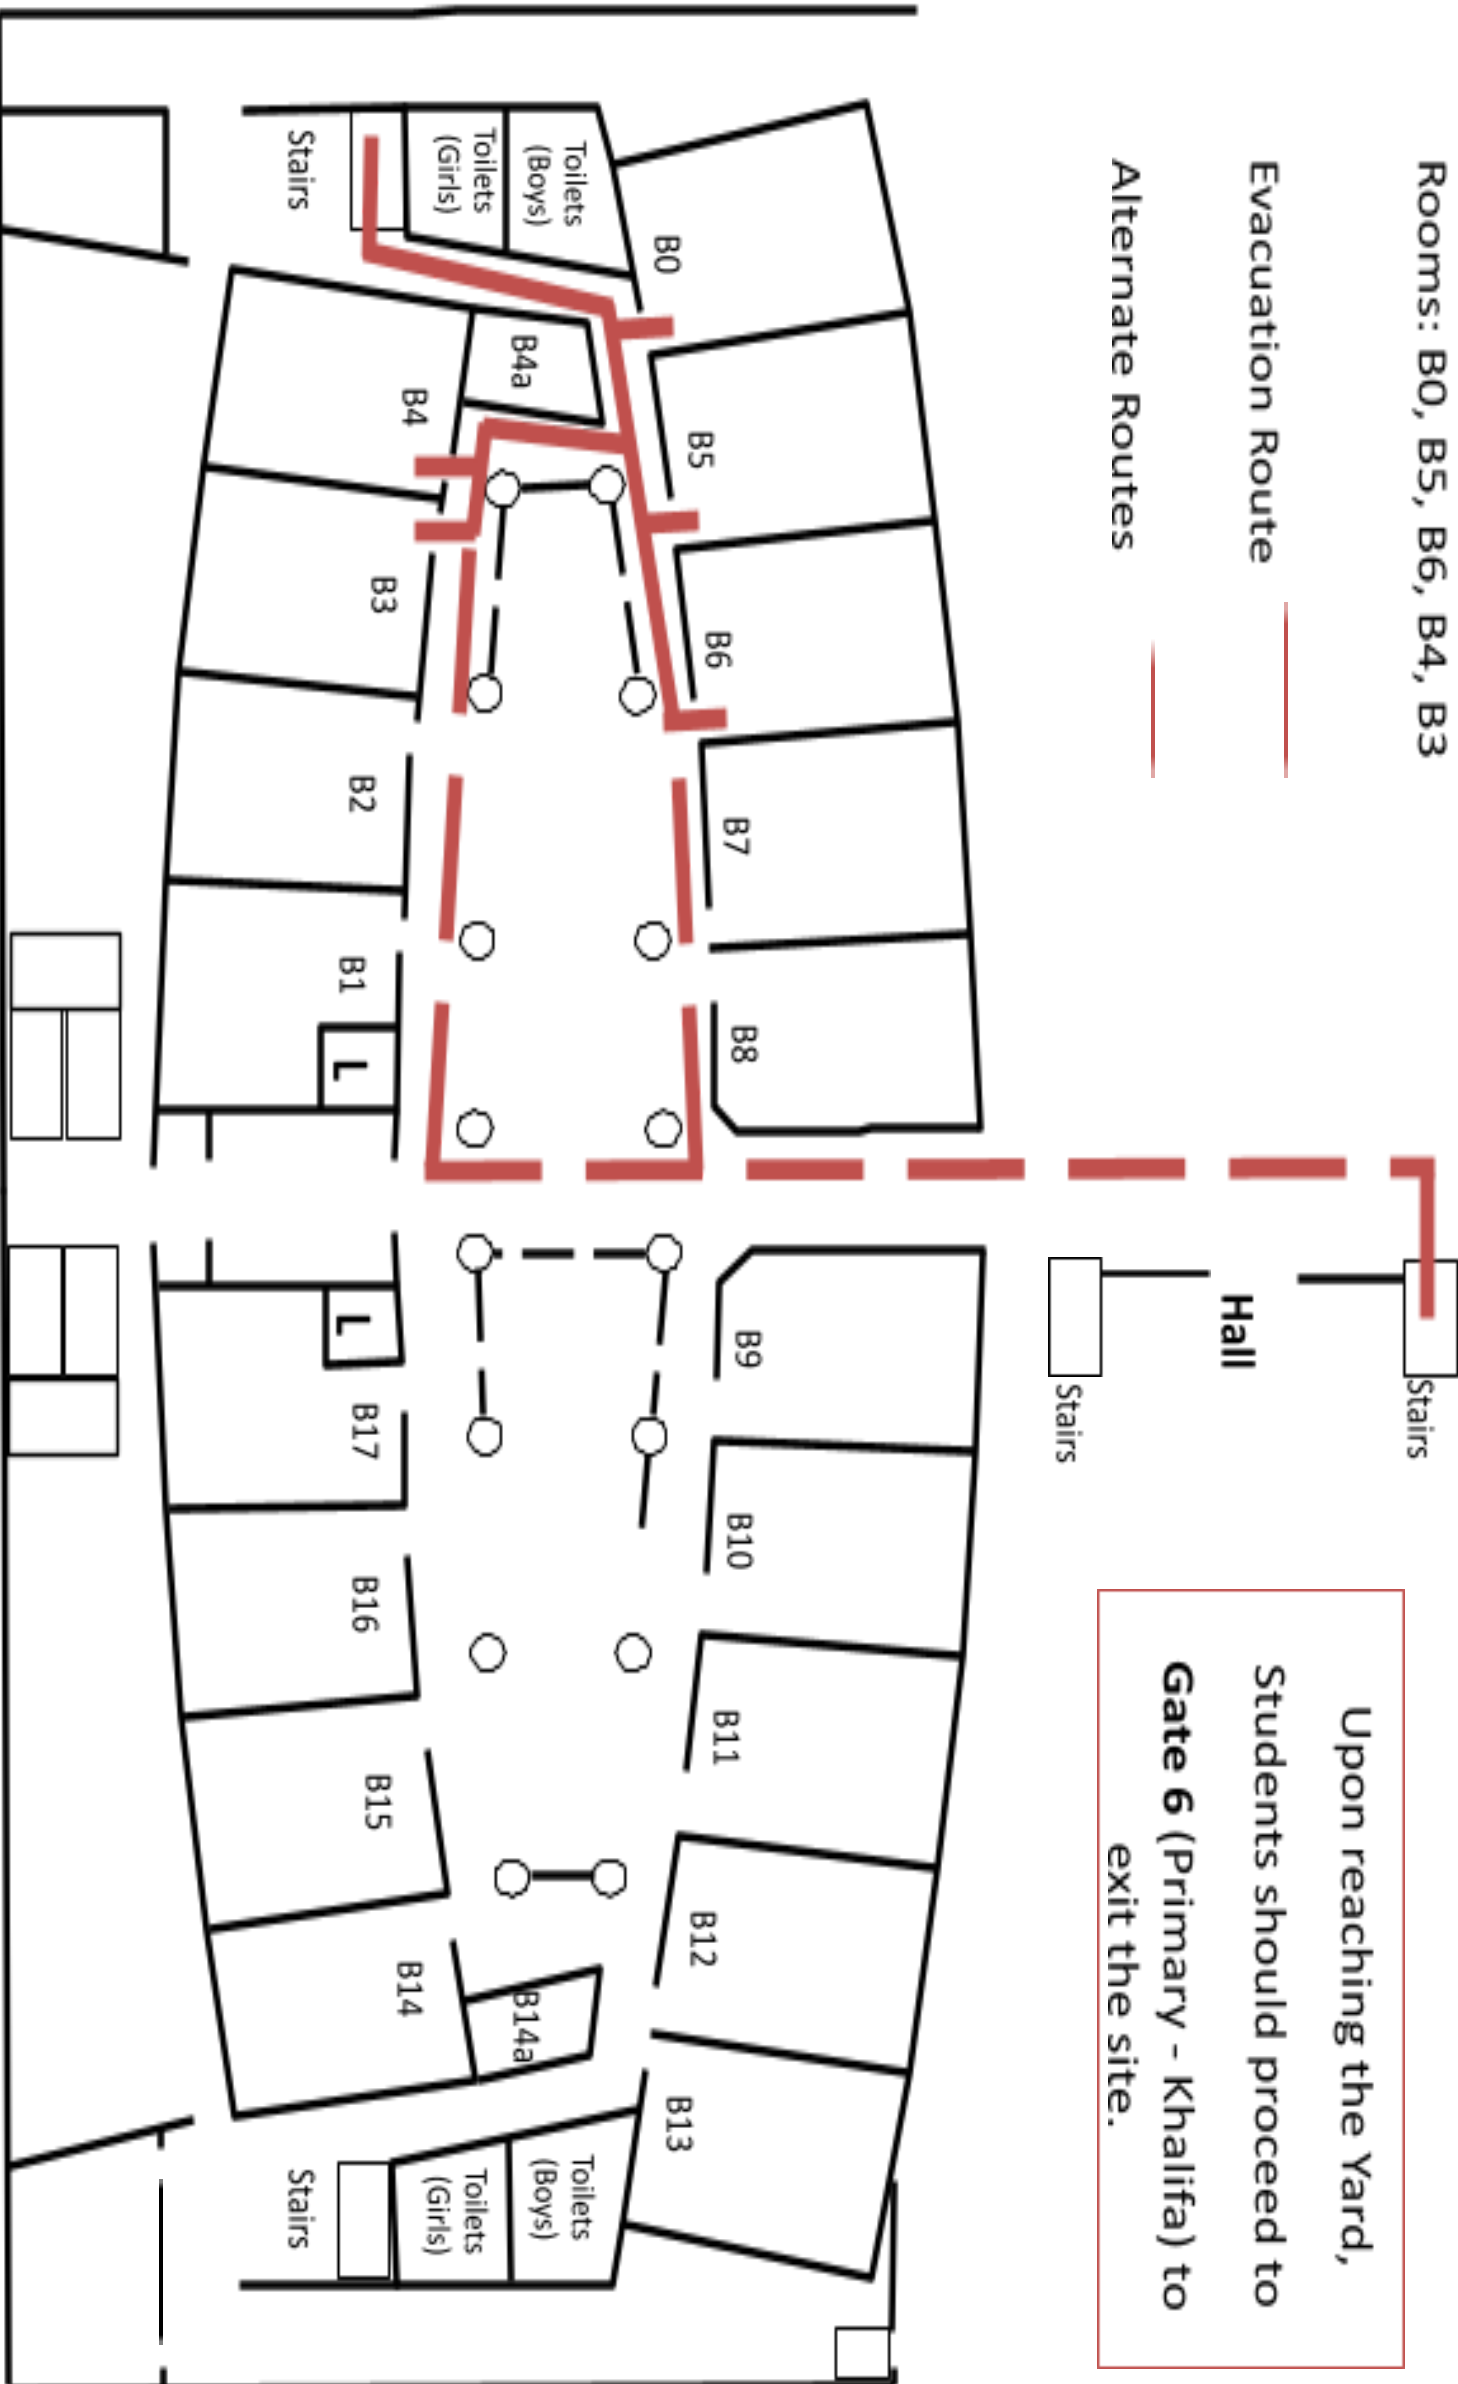 Rooms: B0, B5, B6, B4, B3
Evacuation Route
Alternate Routes
Upon reaching the Yard,
Students should proceed to
Gate 6 (Primary - Khalifa) to
exit the site.
Stairs
Hall
Stairs
B0
B5
B6
B7
B8
B9
B10
B11
B12
B13
Toilets
(Boys)
Toilets
(Girls)
Stairs
B4a
B14a
Toilets
(Boys)
Toilets
(Girls)
Stairs
B4
B3
B2
B1
L
L
B17
B16
B15
B14